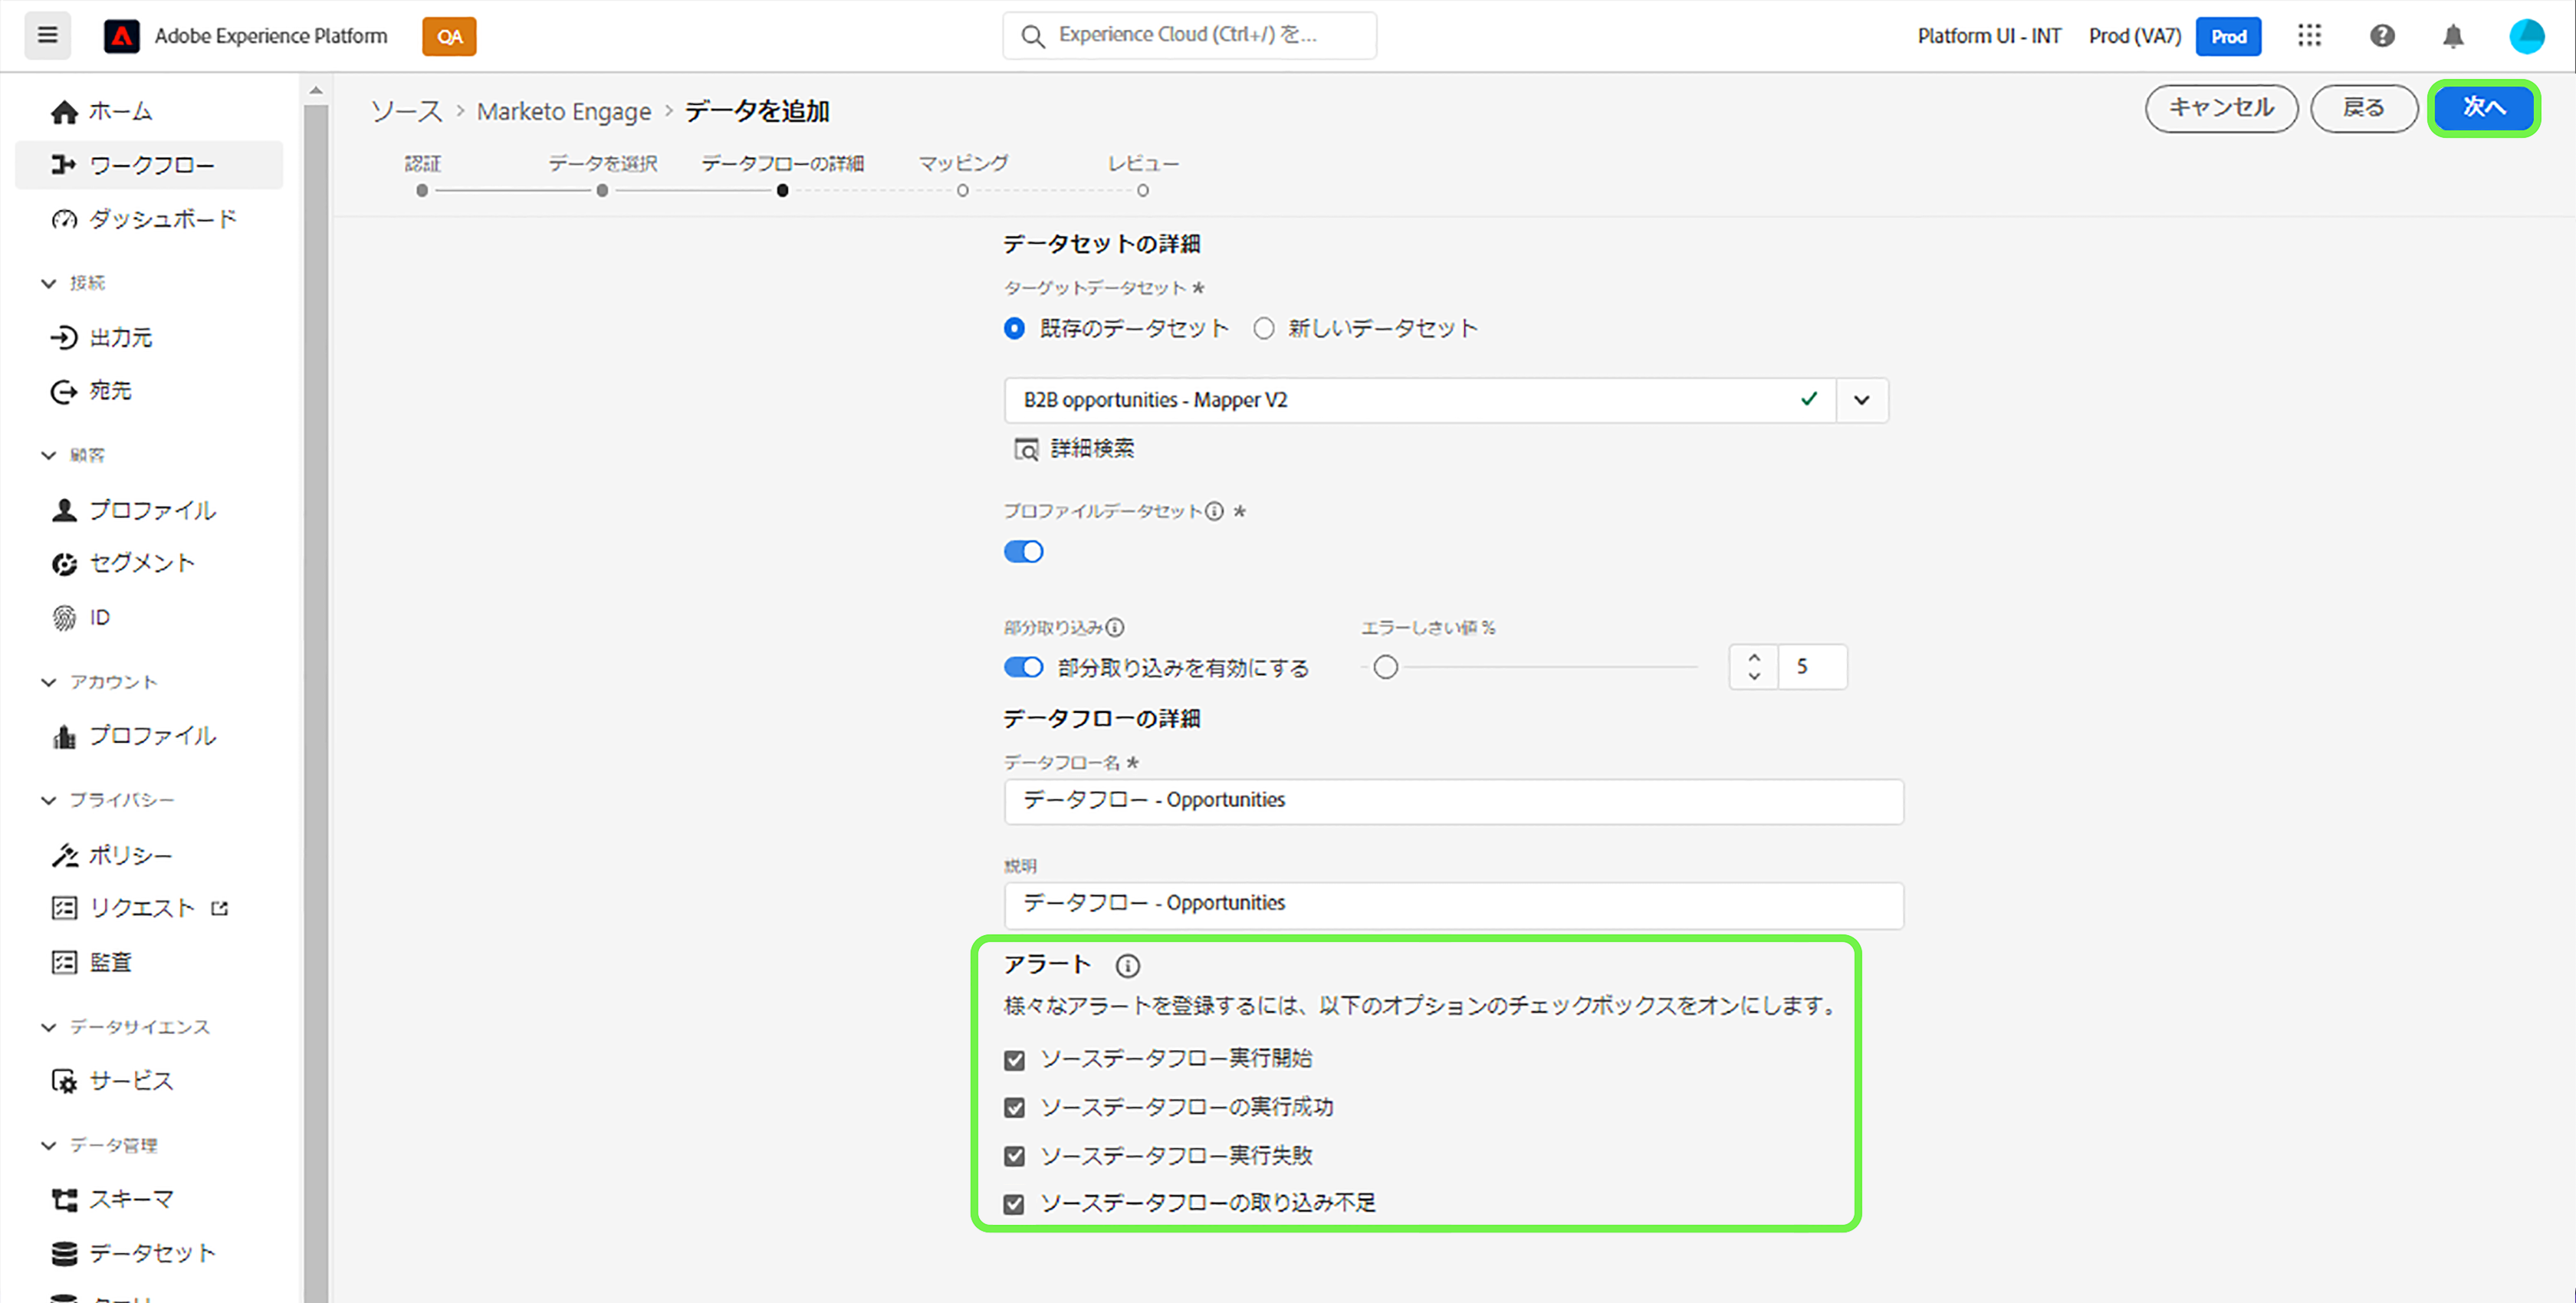 Adobe Experience Platform
QA
Experience Cloud (Ctrl+/) を...
Platform UI - INT
Prod (VA7)
Prod
ホーム
ワークフロー
ダッシュボード
接続
出力元
宛先
顧客
プロファイル
セグメント
ID
アカウント
プロファイル
プライバシー
ポリシー
リクエスト
監査
データサイエンス
サービス
データ管理
スキーマ
データセット
ソース > Marketo Engage > データを追加
キャンセル
戻る
次へ
認証
データを選択
データフローの詳細
マッピング
レビュー
データセットの詳細
ターゲットデータセット *
既存のデータセット
新しいデータセット
B2B opportunities - Mapper V2
詳細検索
プロファイルデータセット *
部分取り込み
エラーしきい値 %
部分取り込みを有効にする
5
データフローの詳細
データフロー名 *
データフロー - Opportunities
説明
データフロー - Opportunities
アラート
様々なアラートを登録するには、以下のオプションのチェックボックスをオンにします。
ソースデータフロー実行開始
ソースデータフローの実行成功
ソースデータフロー実行失敗
ソースデータフローの取り込み不足